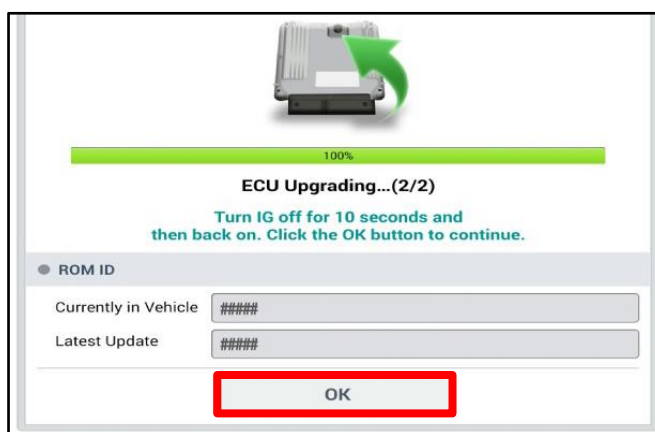 100%
ECU Upgrading...(2/2)
Turn IG off for 10 seconds and
then back on. Click the OK button to continue.
ROM ID
Currently in Vehicle #####
Latest Update #####
OK